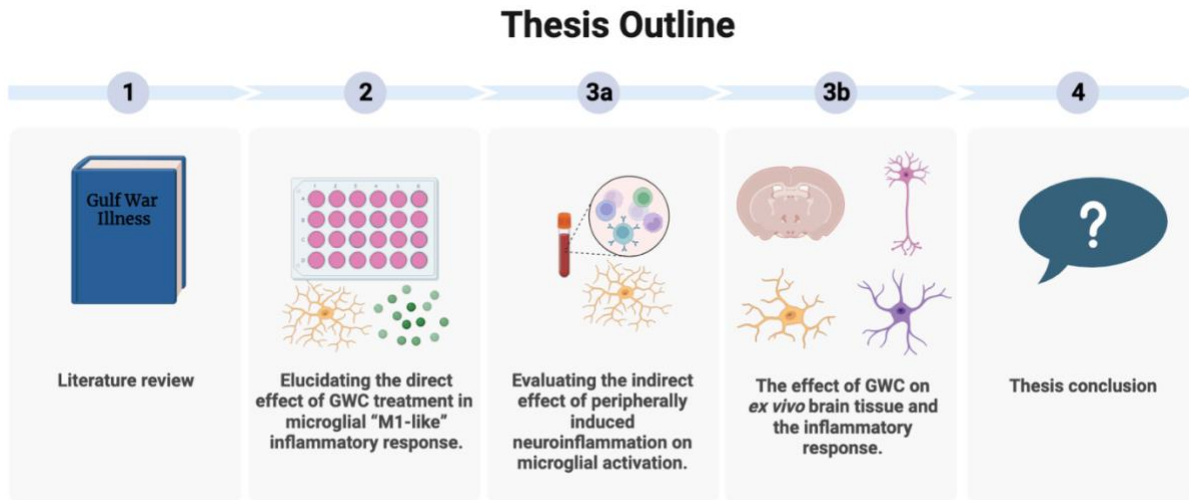 Thesis Outline
1
2
3a
3b
4
Gulf War
Illness
Literature review
Elucidating the direct
effect of GWC treatment in
microglial “M1-like”
inflammatory response.
Evaluating the indirect
effect of peripherally
induced
neuroinflammation on
microglial activation.
The effect of GWC on
ex vivo brain tissue and
the inflammatory
response.
?
Thesis conclusion